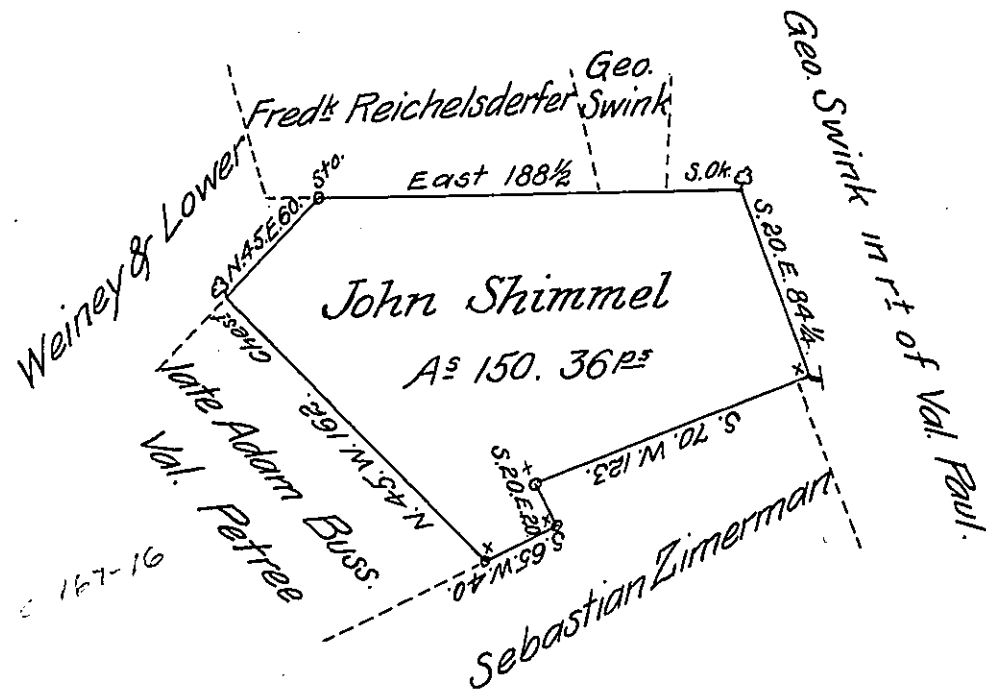 Geo. Swink in rt of Val. Paul.
Geo.
Swink
Fredk Reichelsderfer
Weiney & Lower
Sto.
East 188½
S.Ok.
N.45.E.60.
S.20.E.84¼.
John Shimmel
As 150. 36 ps
Chest
late Adam Buss.
Val. Petree
N.45.W.162.
S.20.E.20.
S.70.W.123.
S.65.W.40.
Sebastian Zimerman
C 167-16